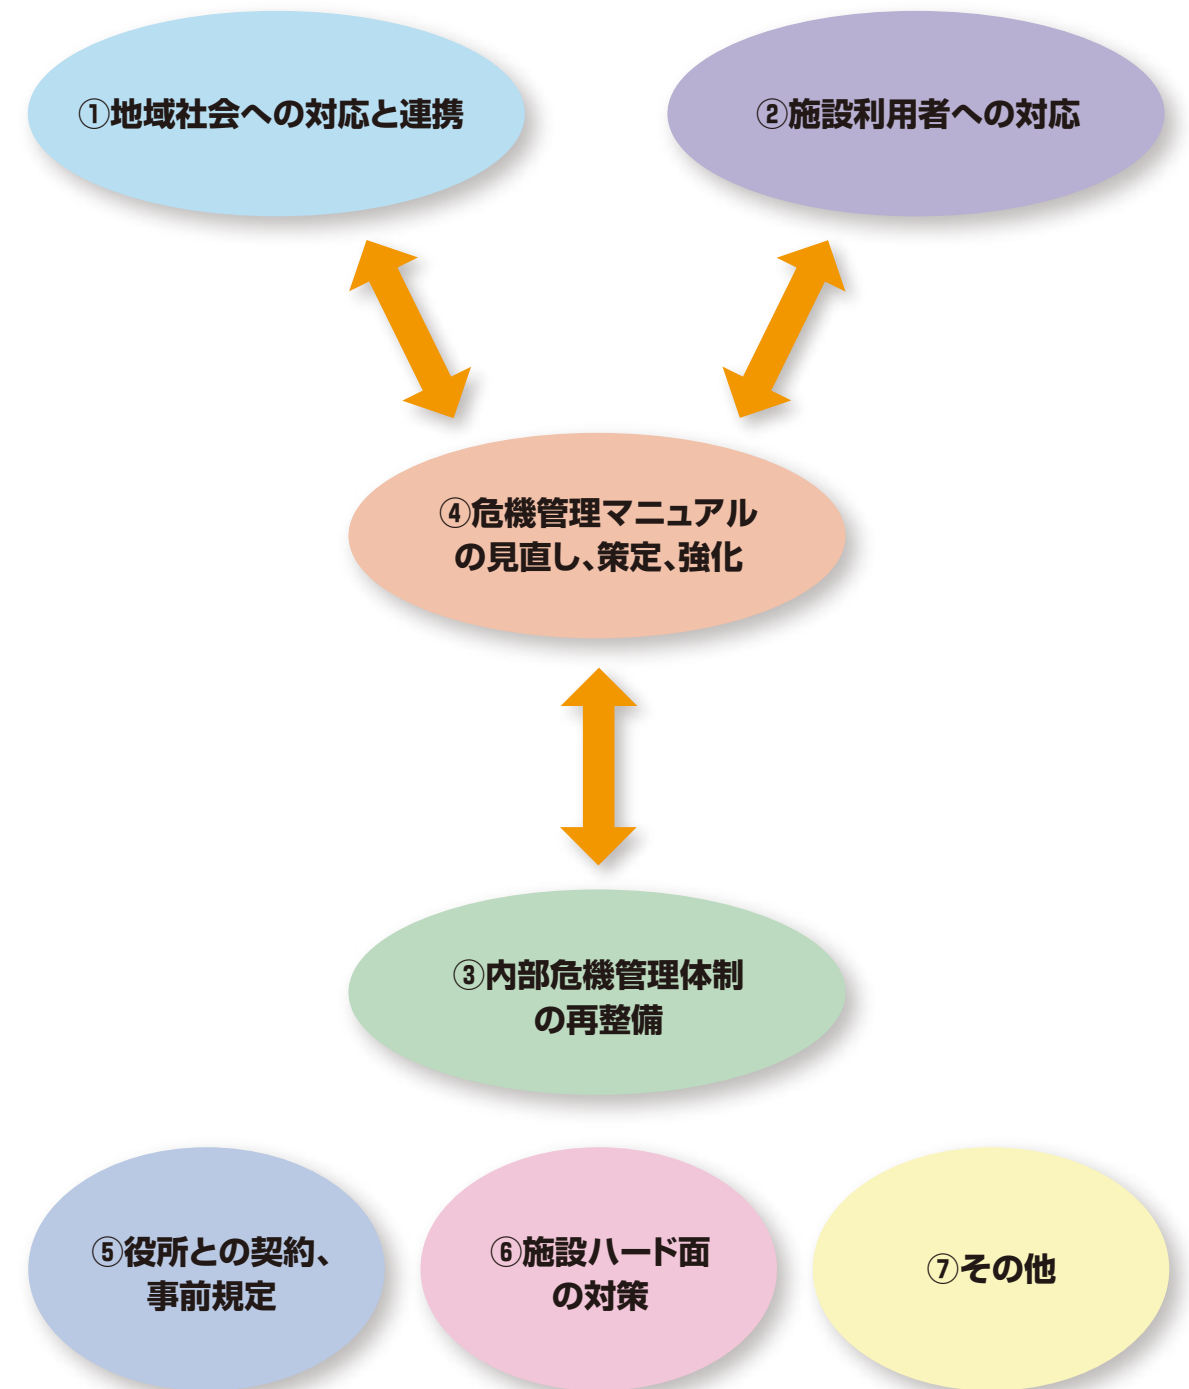 ①地域社会への対応と連携
②施設利用者への対応
④危機管理マニュアル
の見直し、策定、強化
③内部危機管理体制
の再整備
⑤役所との契約、
事前規定
⑥施設ハード面
の対策
⑦その他